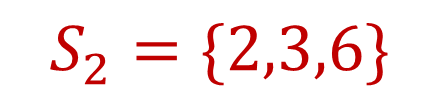 S₂ = {2,3,6}